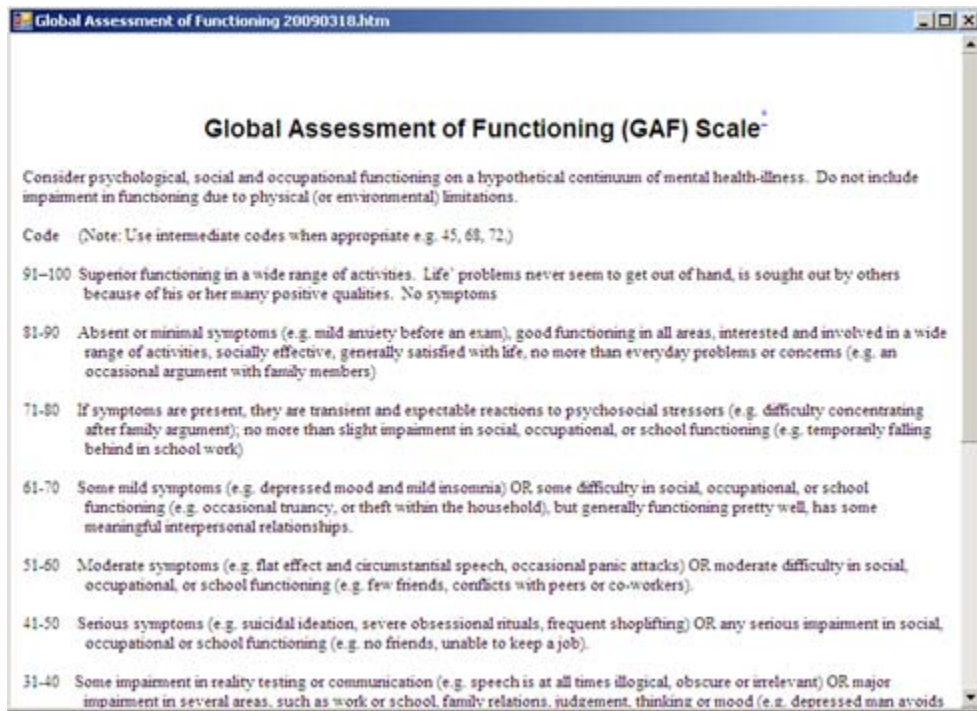 Global Assessment of Functioning 20090318.htm
Global Assessment of Functioning (GAF) Scale*
Consider psychological, social and occupational functioning on a hypothetical continuum of mental health-illness. Do not include
impairment in functioning due to physical (or environmental) limitations.
Code (Note: Use intermediate codes when appropriate e.g. 45, 68, 72.)
91–100 Superior functioning in a wide range of activities. Life' problems never seem to get out of hand, is sought out by others
because of his or her many positive qualities. No symptoms
81-90 Absent or minimal symptoms (e.g. mild anxiety before an exam), good functioning in all areas, interested and involved in a wide
range of activities, socially effective, generally satisfied with life, no more than everyday problems or concerns (e.g. an
occasional argument with family members)
71-80 If symptoms are present, they are transient and expectable reactions to psychosocial stressors (e.g. difficulty concentrating
after family argument); no more than slight impairment in social, occupational, or school functioning (e.g. temporarily falling
behind in school work)
61-70 Some mild symptoms (e.g. depressed mood and mild insomnia) OR some difficulty in social, occupational, or school
functioning (e.g. occasional truancy, or theft within the household), but generally functioning pretty well, has some
meaningful interpersonal relationships.
51-60 Moderate symptoms (e.g. flat effect and circumstantial speech, occasional panic attacks) OR moderate difficulty in social,
occupational, or school functioning (e.g. few friends, conflicts with peers or co-workers).
41-50 Serious symptoms (e.g. suicidal ideation, severe obsessional rituals, frequent shoplifting) OR any serious impairment in social,
occupational or school functioning (e.g. no friends, unable to keep a job).
31-40 Some impairment in reality testing or communication (e.g. speech is at all times illogical, obscure or irrelevant) OR major
impairment in several areas, such as work or school, family relations, judgement, thinking or mood (e.g. depressed man avoids